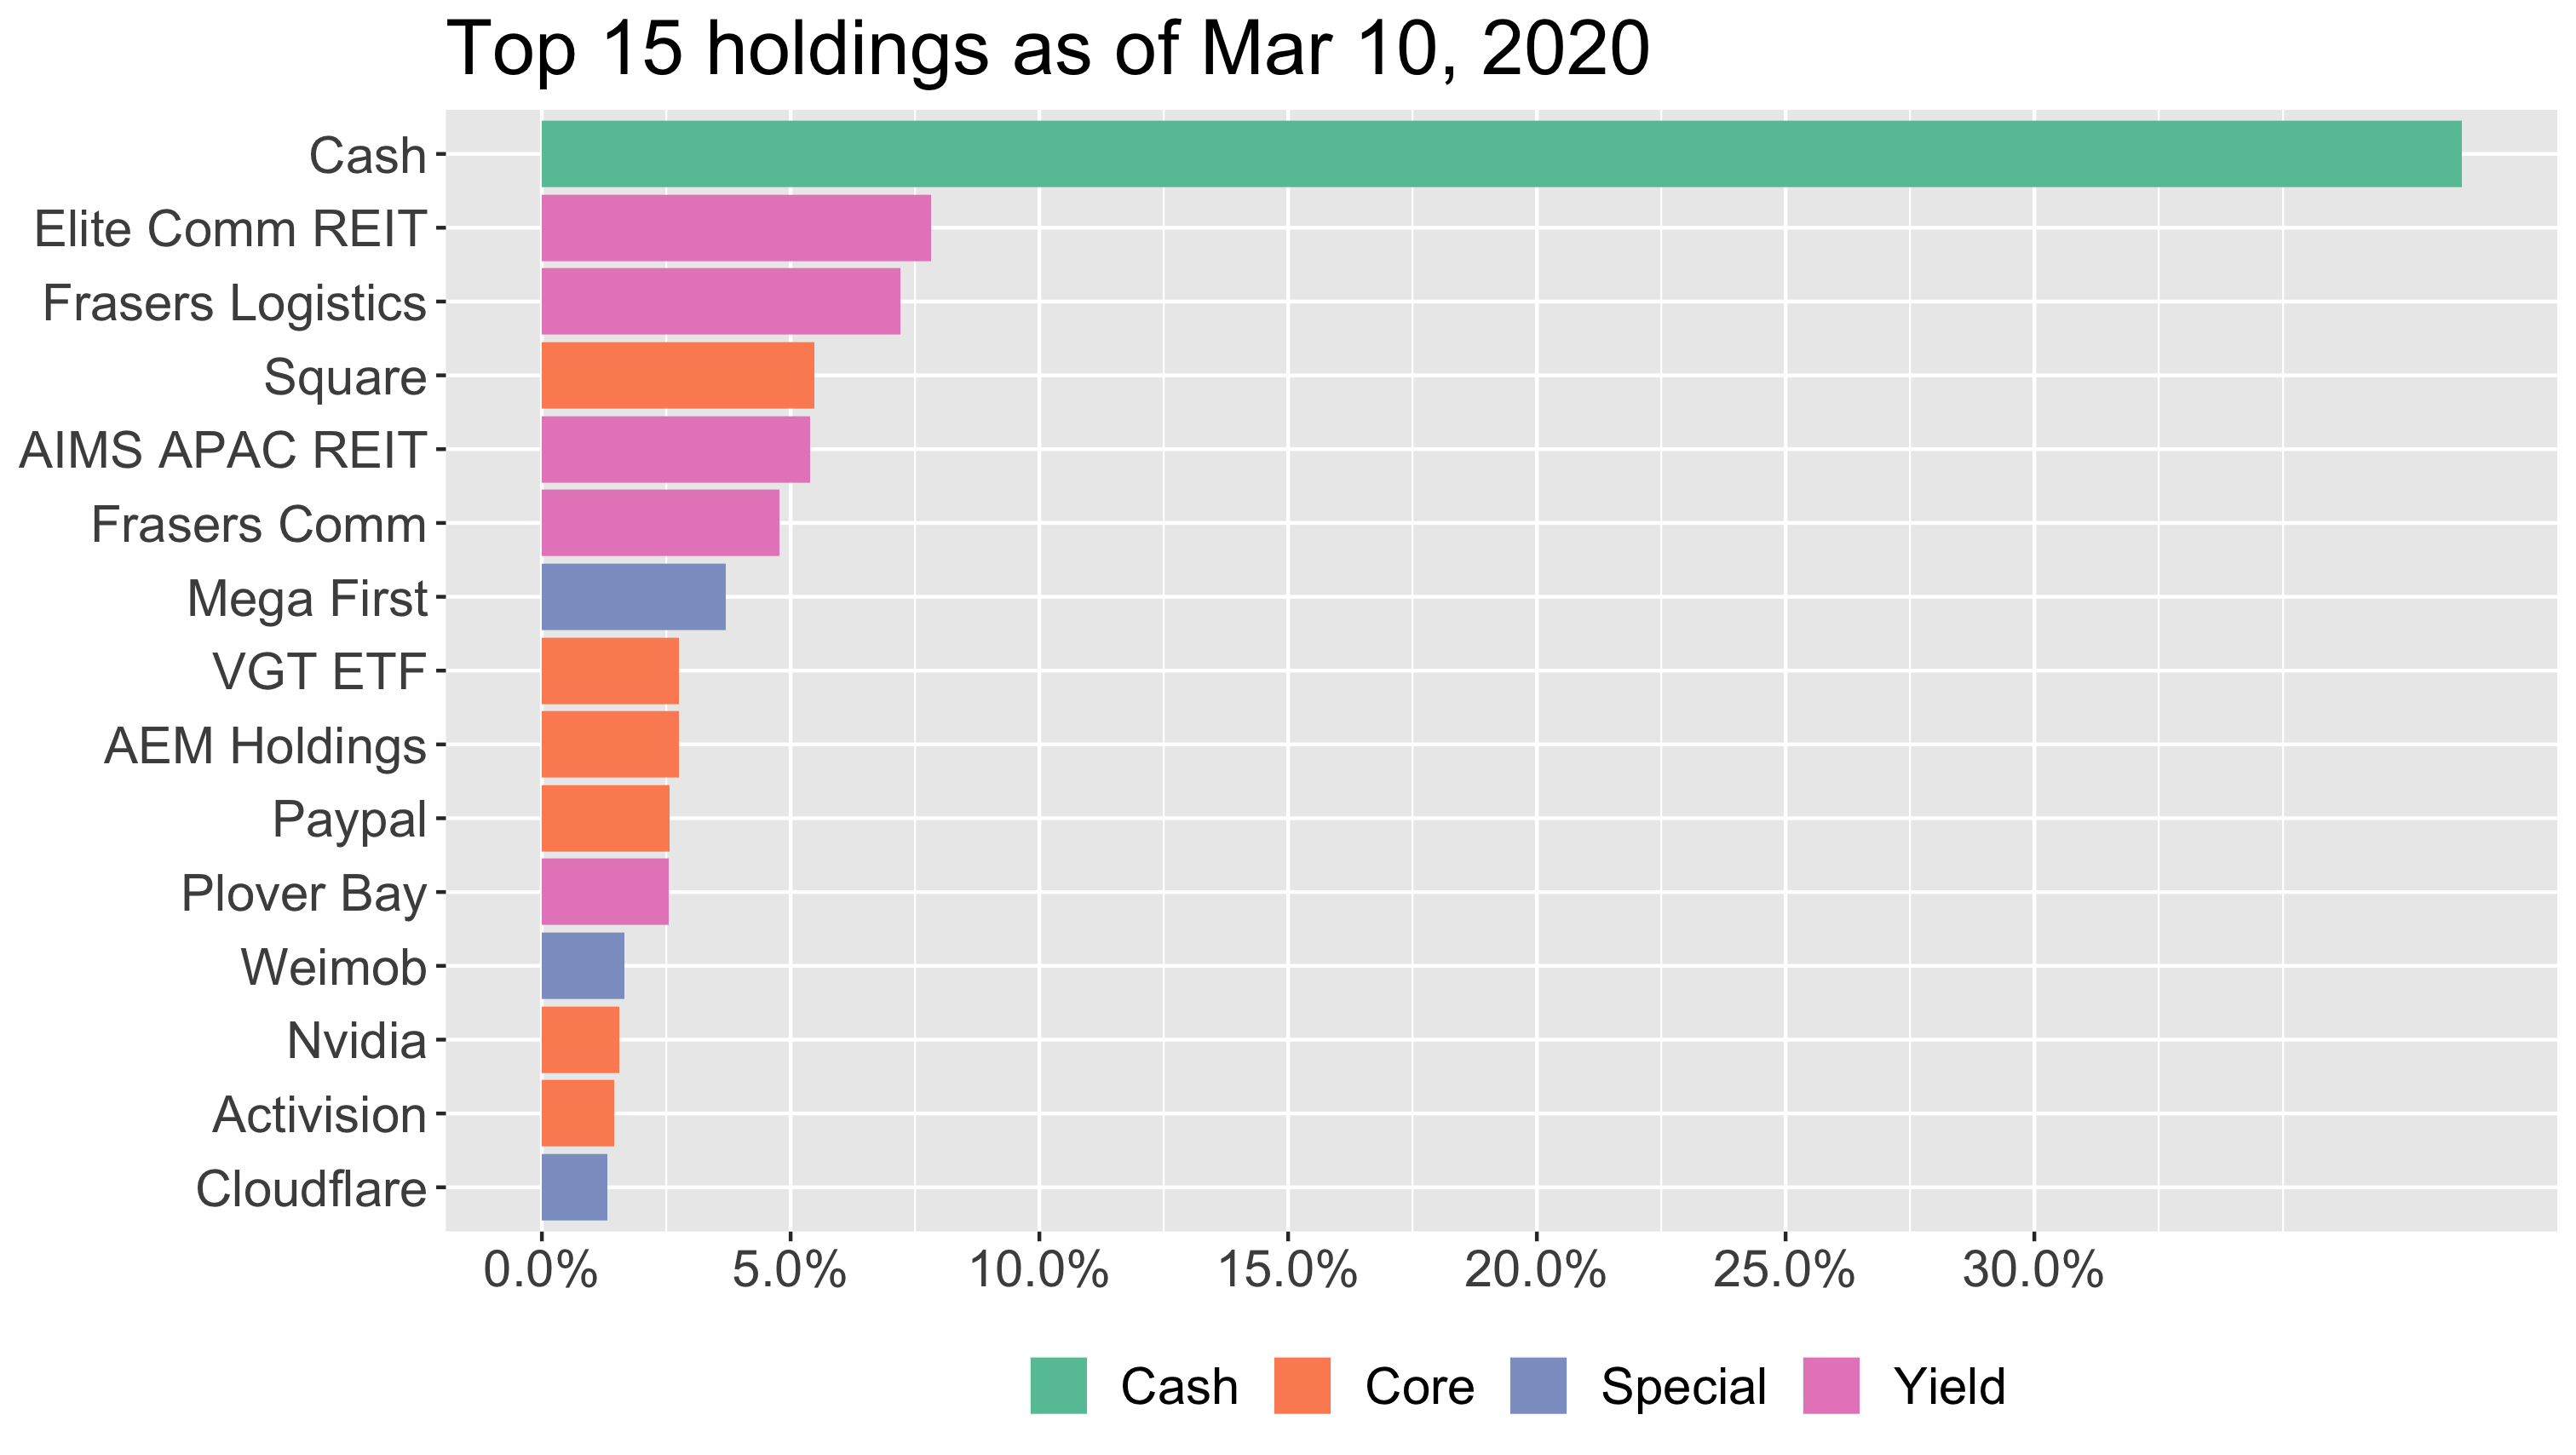 Top 15 holdings as of Mar 10, 2020
Cash
Elite Comm REIT
Frasers Logistics
Square
AIMS APAC REIT
Frasers Comm
Mega First
VGT ETF
AEM Holdings
Paypal
Plover Bay
Weimob
Nvidia
Activision
Cloudflare
0.0% 5.0% 10.0% 15.0% 20.0% 25.0% 30.0%
Cash Core Special Yield